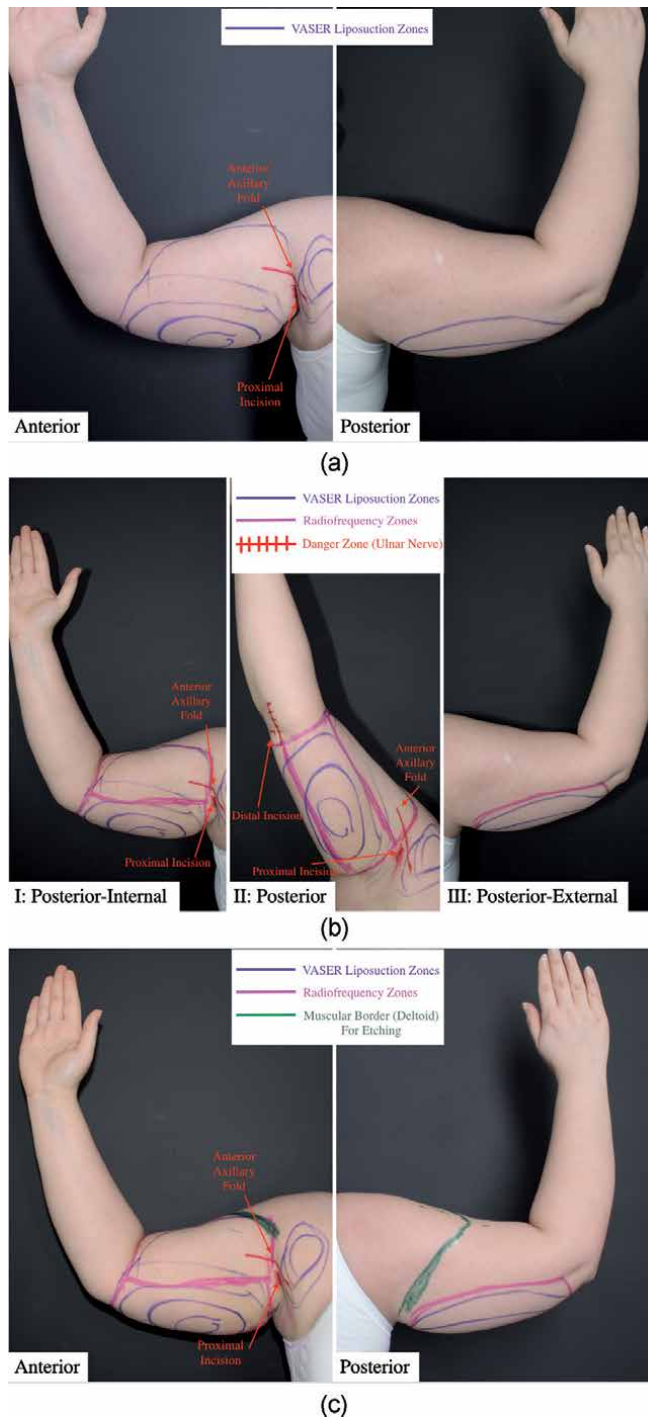 VASER Liposuction Zones
Anterior
Axillary
Fold
Proximal
Incision
Anterior
Posterior
(a)
VASER Liposuction Zones
Radiofrequency Zones
Danger Zone (Ulnar Nerve)
Anterior
Axillary
Fold
Proximal Incision
Anterior
Axillary
Fold
Distal Incision
Proximal Incision
I: Posterior-Internal
II: Posterior
III: Posterior-External
(b)
VASER Liposuction Zones
Radiofrequency Zones
Muscular Border (Deltoid)
For Etching
Anterior
Axillary
Fold
Proximal
Incision
Anterior
Posterior
(c)